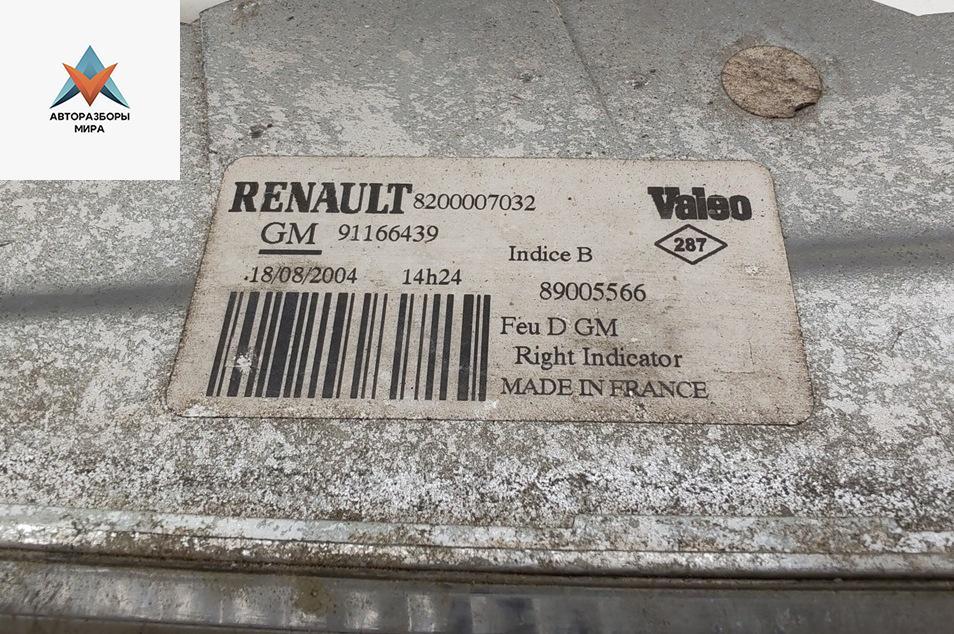 АВТОРАЗБОРЫ
МИРА
RENAULT 8200007032
Valeo
GM 91166439
287
Indice B
18/08/2004 14h24
89005566
Feu D GM
Right Indicator
MADE IN FRANCE